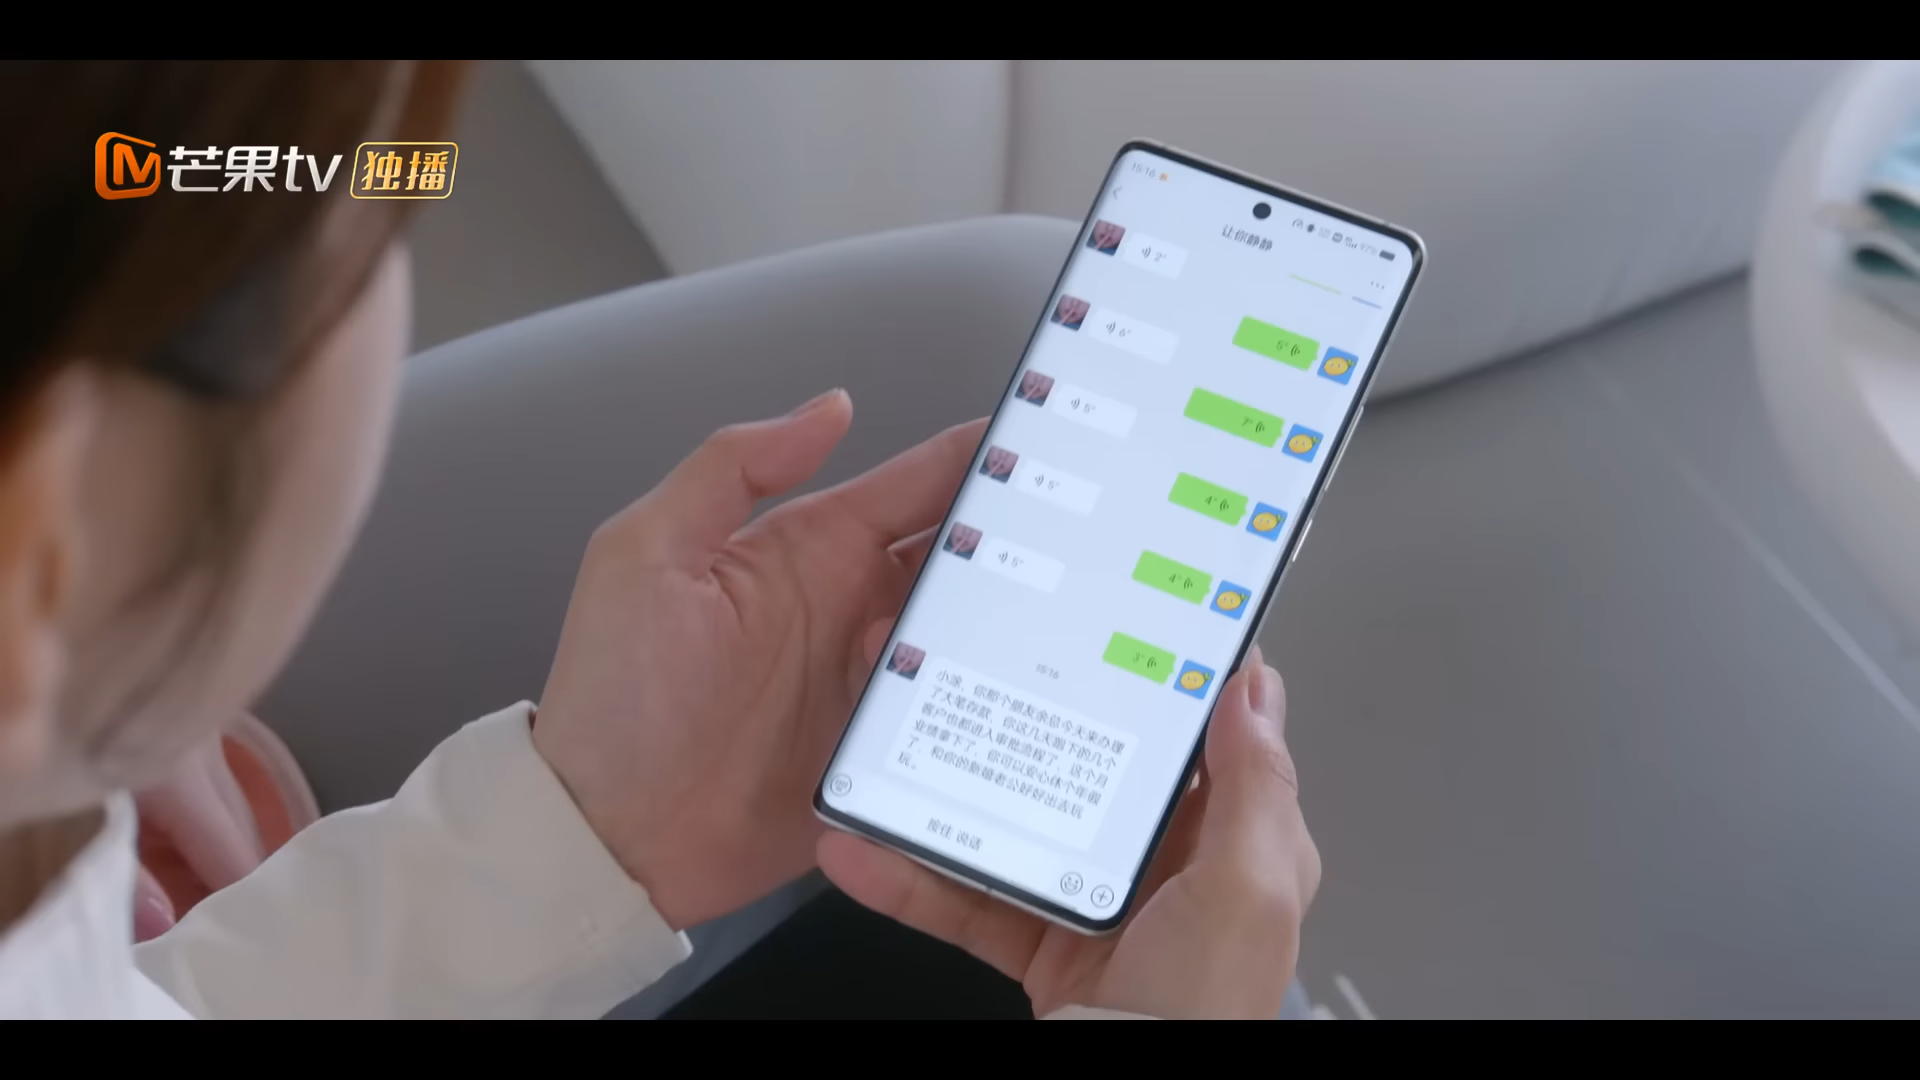 芒果tv 独播
15:16
让你静静
97%
2"
5"
6"
7"
5"
4"
5"
4"
5"
3"
15:16
小涂,你那个朋友余总今天来办理
了大笔存款,你这几天跑下的几个
客户也都进入审批流程了,这个月
业绩拿下了,你可以安心休个年假
了,和你的新婚老公好好出去玩
玩。
按住 说话